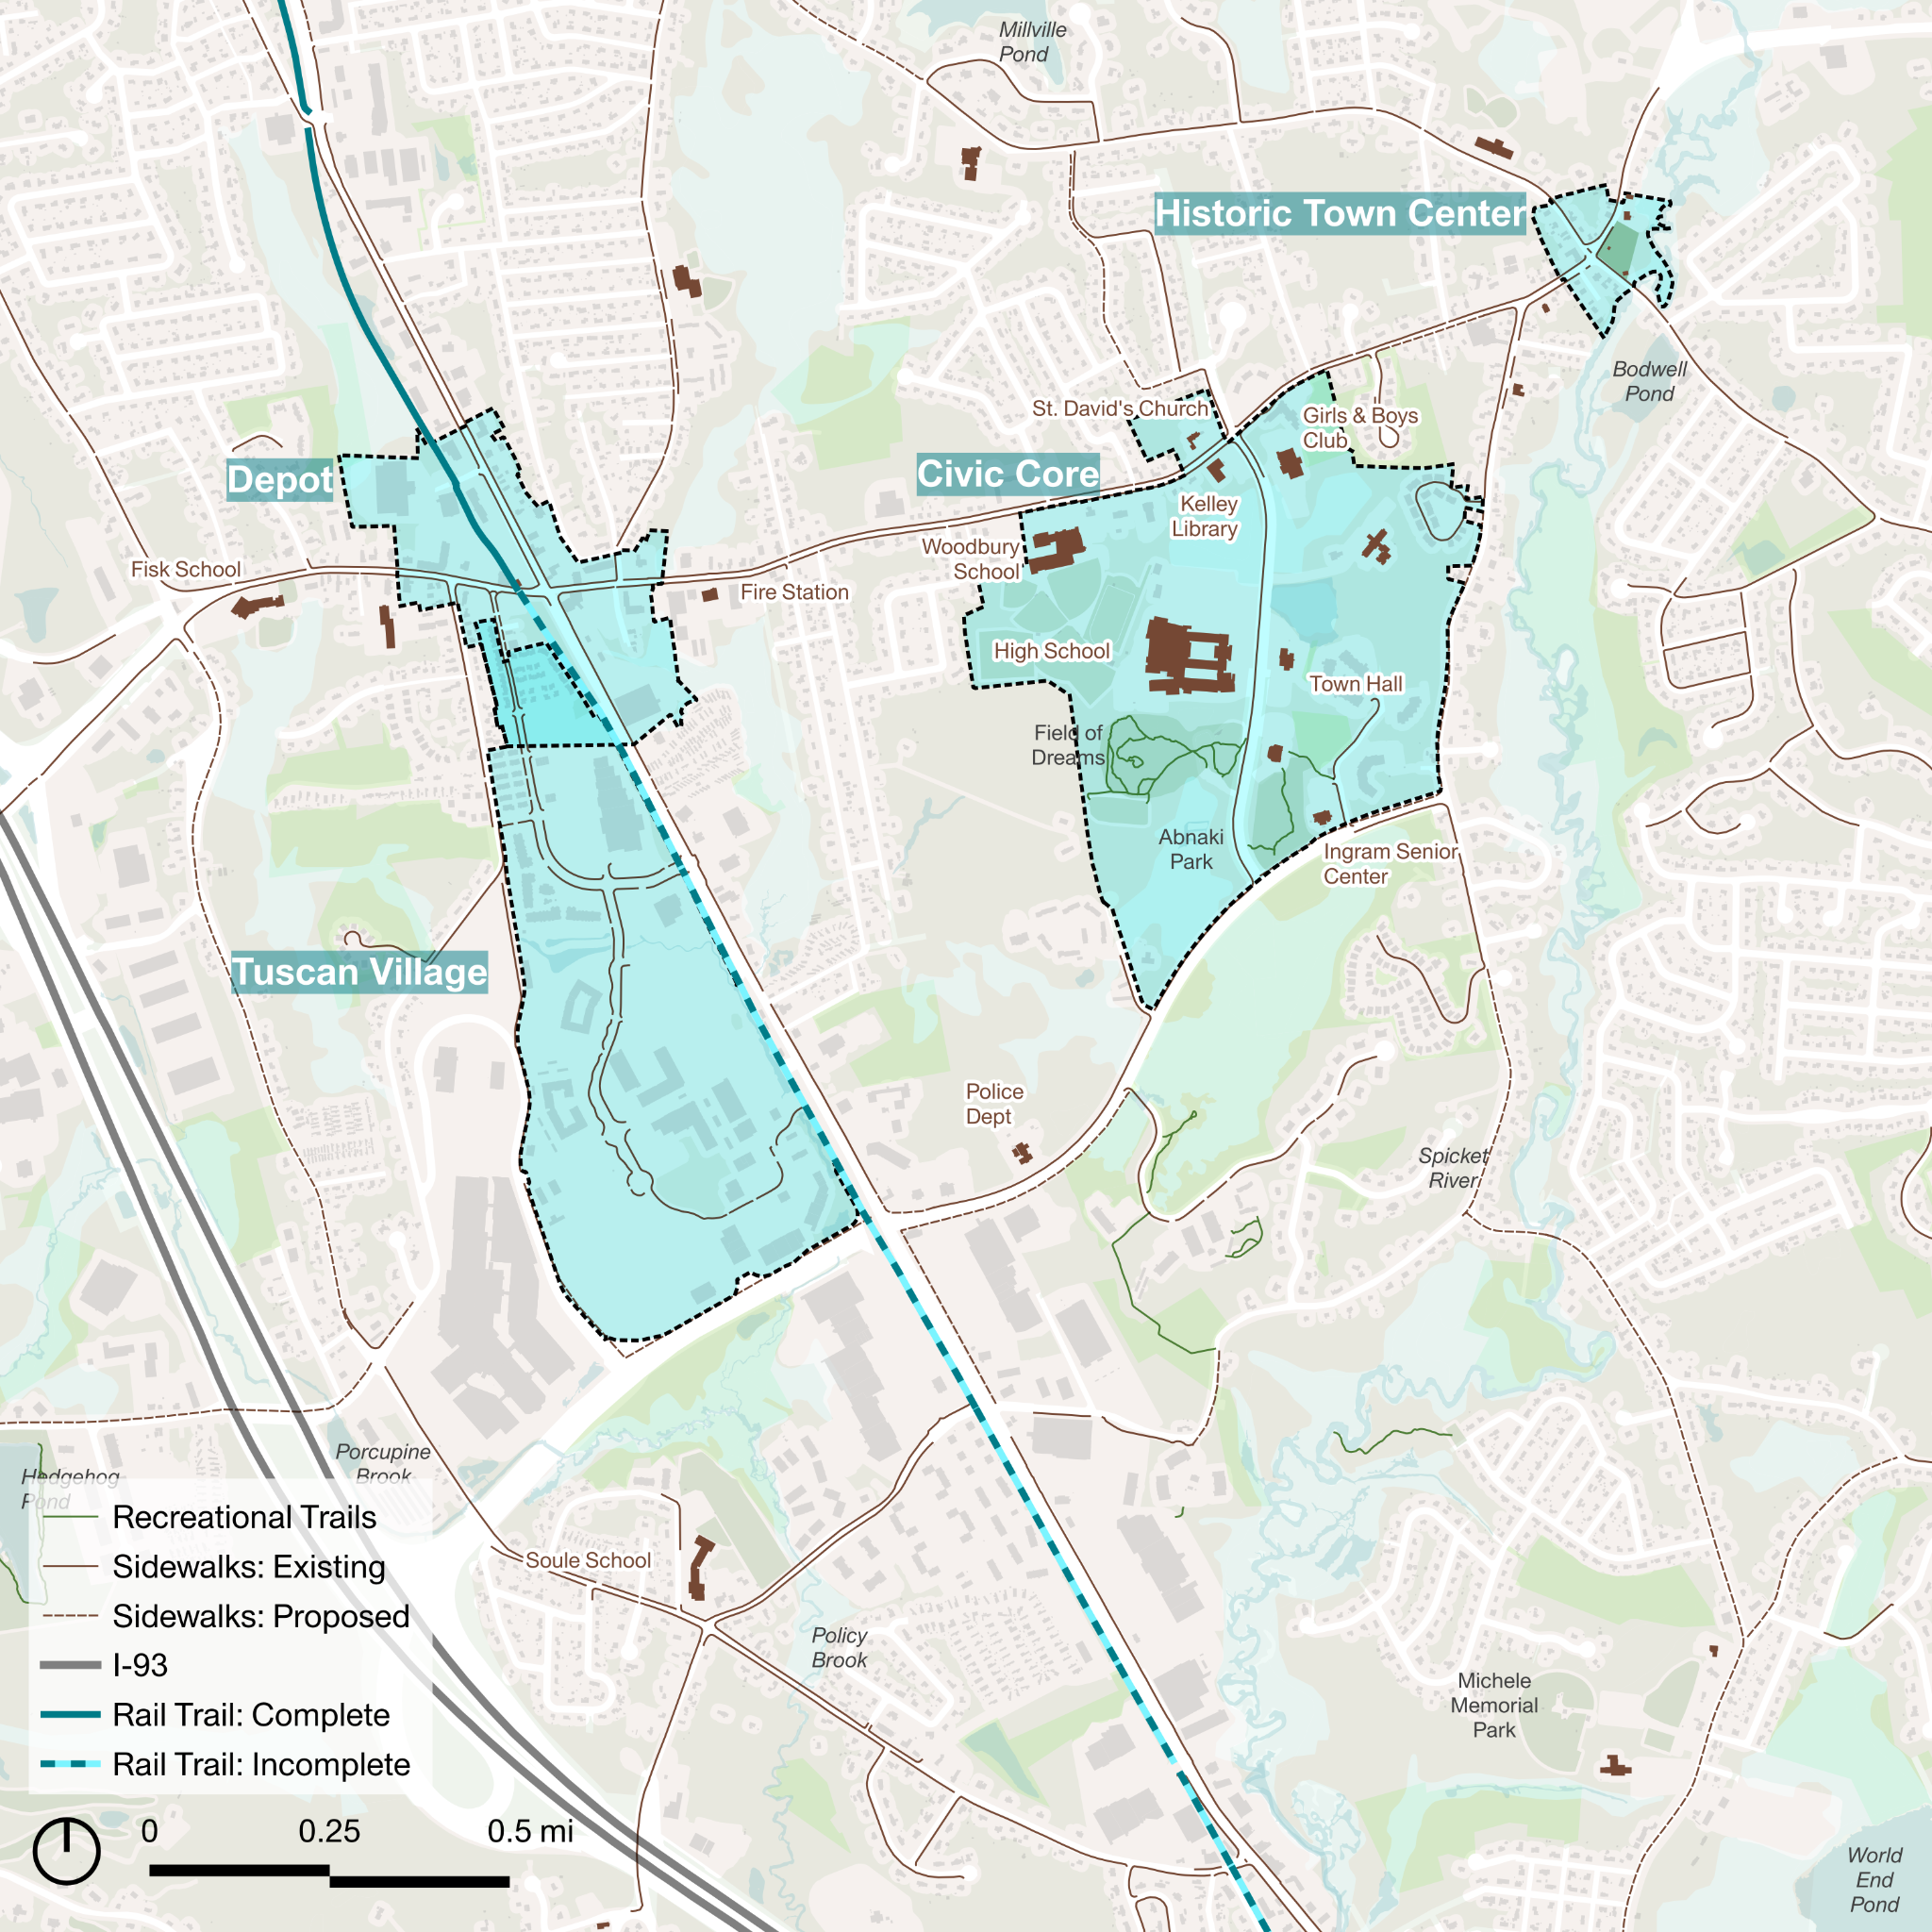 Millville
Pond
Historic Town Center
Bodwell
Pond
St. David's Church
Girls & Boys
Club
Depot
Civic Core
Kelley
Library
Woodbury
School
Fisk School
Fire Station
High School
Town Hall
Field of
Dreams
Abnaki
Park
Ingram Senior
Center
Tuscan Village
Police
Dept
Spicket
River
Porcupine
Brook
Hedgehog
Pond
Recreational Trails
Sidewalks: Existing
Sidewalks: Proposed
I-93
Rail Trail: Complete
Rail Trail: Incomplete
Soule School
Policy
Brook
Michele
Memorial
Park
0 0.25 0.5 mi
World
End
Pond